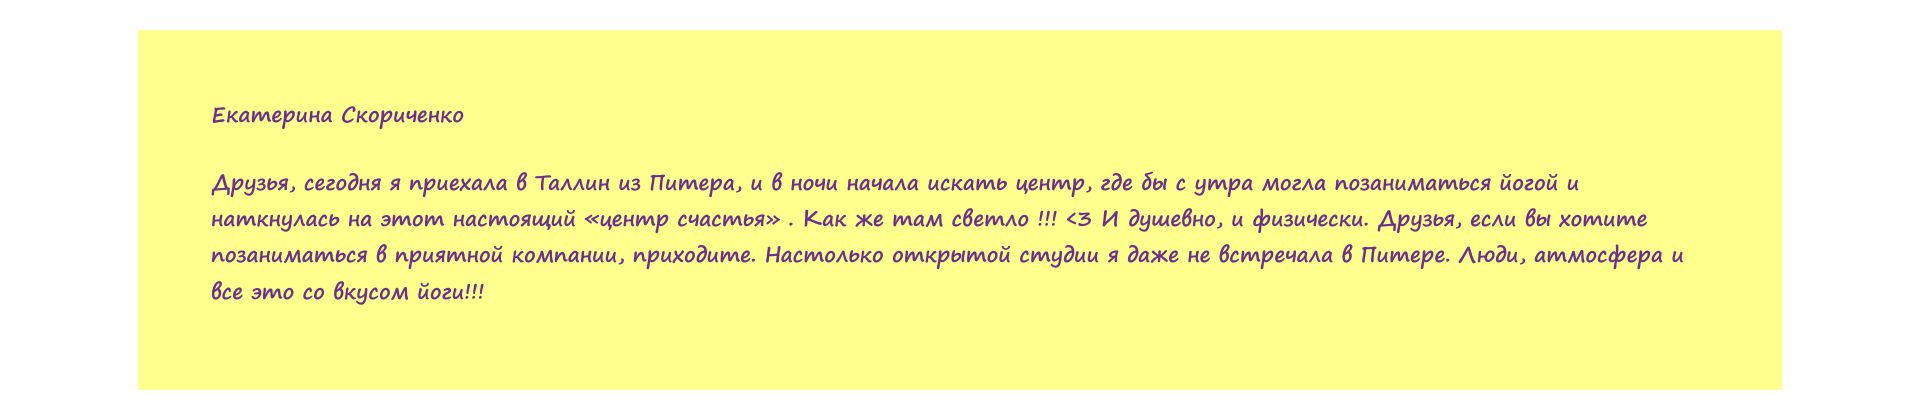 Екатерина Скориченко
Друзья, сегодня я приехала в Таллин из Питера, и в ночи начала искать центр, где бы с утра могла позаниматься йогой и
наткнулась на этот настоящий «центр счастья» . Как же там светло !!! <3 И душевно, и физически. Друзья, если вы хотите
позаниматься в приятной компании, приходите. Настолько открытой студии я даже не встречала в Питере. Люди, атмосфера и
все это со вкусом йоги!!!